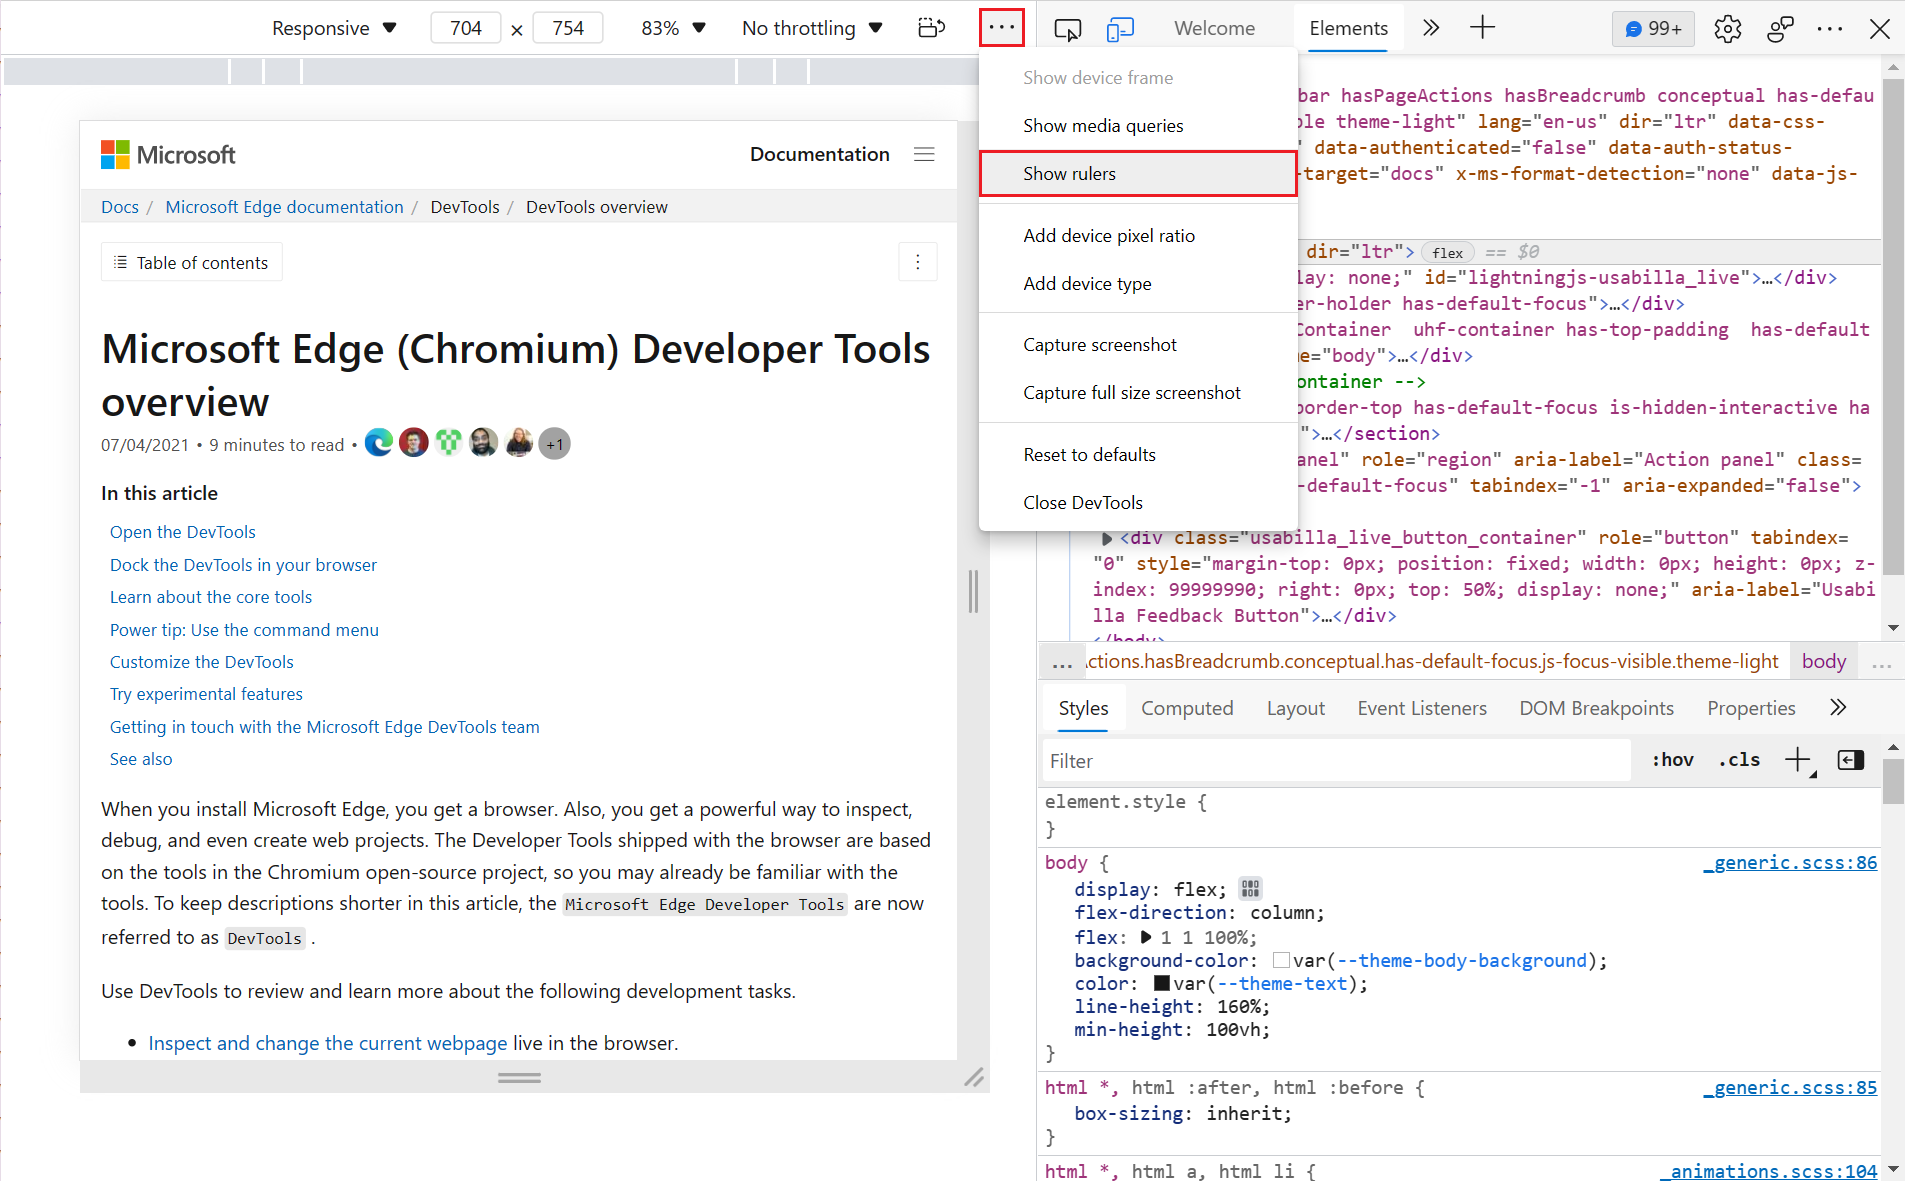 Responsive 704 × 754 83% No throttling ... Welcome Elements 99+ ...
Show device frame
Show media queries
Show rulers
Add device pixel ratio
Add device type
Capture screenshot
Capture full size screenshot
Reset to defaults
Close DevTools
Microsoft Documentation
Docs / Microsoft Edge documentation / DevTools / DevTools overview
Table of contents
Microsoft Edge (Chromium) Developer Tools
overview
07/04/2021 • 9 minutes to read • +1
In this article
Open the DevTools
Dock the DevTools in your browser
Learn about the core tools
Power tip: Use the command menu
Customize the DevTools
Try experimental features
Getting in touch with the Microsoft Edge DevTools team
See also
When you install Microsoft Edge, you get a browser. Also, you get a powerful way to inspect,
debug, and even create web projects. The Developer Tools shipped with the browser are based
on the tools in the Chromium open-source project, so you may already be familiar with the
tools. To keep descriptions shorter in this article, the Microsoft Edge Developer Tools are now
referred to as DevTools .
Use DevTools to review and learn more about the following development tasks.
• Inspect and change the current webpage live in the browser.
bar hasPageActions hasBreadcrumb conceptual has-defau
ole theme-light" lang="en-us" dir="ltr" data-css-
" data-authenticated="false" data-auth-status-
-target="docs" x-ms-format-detection="none" data-js-
dir="ltr"> flex == $0
lay: none;" id="lightningjs-usabilla_live">…</div>
er-holder has-default-focus">…</div>
Container uhf-container has-top-padding has-default
me="body">…</div>
ontainer -->
border-top has-default-focus is-hidden-interactive ha
">…</section>
anel" role="region" aria-label="Action panel" class=
-default-focus" tabindex="-1" aria-expanded="false">
<div class="usabilla_live_button_container" role="button" tabindex=
"0" style="margin-top: 0px; position: fixed; width: 0px; height: 0px; z-
index: 99999990; right: 0px; top: 50%; display: none;" aria-label="Usabi
lla Feedback Button">…</div>
</body>
... ctions.hasBreadcrumb.conceptual.has-default-focus.js-focus-visible.theme-light body ...
Styles Computed Layout Event Listeners DOM Breakpoints Properties
Filter :hov .cls
element.style {
}
body { _generic.scss:86
display: flex;
flex-direction: column;
flex: 1 1 100%;
background-color: var(--theme-body-background);
color: var(--theme-text);
line-height: 160%;
min-height: 100vh;
}
html *, html :after, html :before { _generic.scss:85
box-sizing: inherit;
}
html *, html a, html li { _animations.scss:104